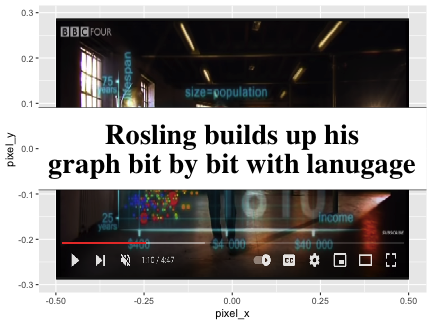 0.3
BBC FOUR
lifespan
0.2
75
years
size=population
0.1
Rosling builds up his
pixel_y
0.0
graph bit by bit with lanugage
-0.1
25
years
income
-0.2
$400
$4 000
$40 000
SUBSCRIBE
1:10 / 4:47
CC
-0.3
-0.50
-0.25
0.00
0.25
0.50
pixel_x